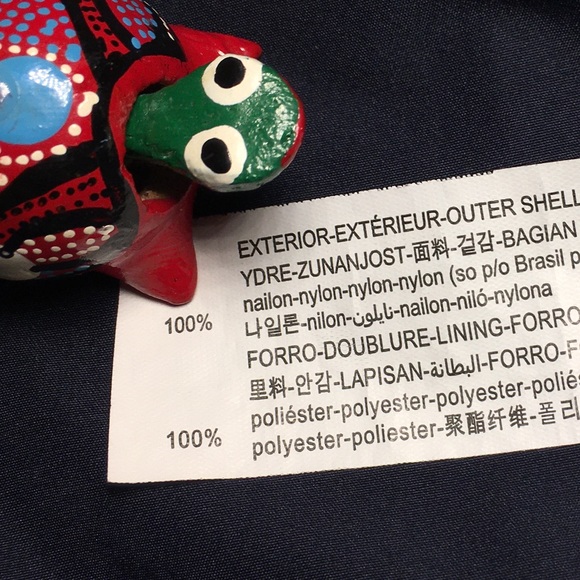 EXTERIOR-EXTÉRIEUR-OUTER SHELL
YDRE-ZUNANJOST-面料-겉감-BAGIAN
nailon-nylon-nylon-nylon (so p/o Brasil p
100% 나일론-nilon-نايلون-nailon-niló-nylona
FORRO-DOUBLURE-LINING-FORRO
里料-안감-LAPISAN-البطانة-FORRO-F
poliéster-polyester-polyester-poliés
100% polyester-poliester-聚酯纤维-폴리